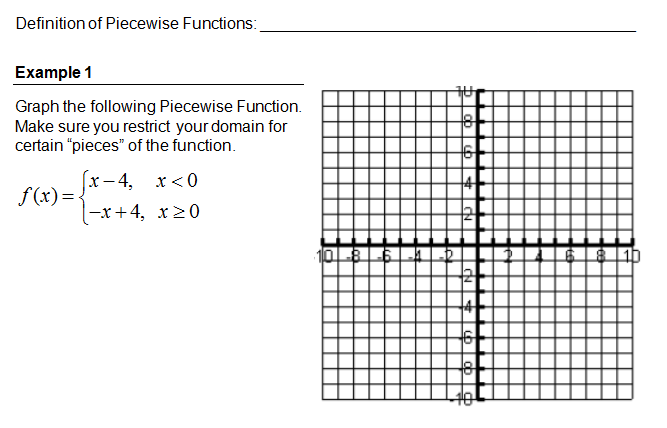 Definition of Piecewise Functions:
Example 1
Graph the following Piecewise Function.
Make sure you restrict your domain for
certain “pieces” of the function.
f(x) = { x − 4, x < 0
−x + 4, x ≥ 0
10
8
6
4
2
10 -8 -6 -4 -2 2 4 6 8 10
-2
-4
-6
-8
-10